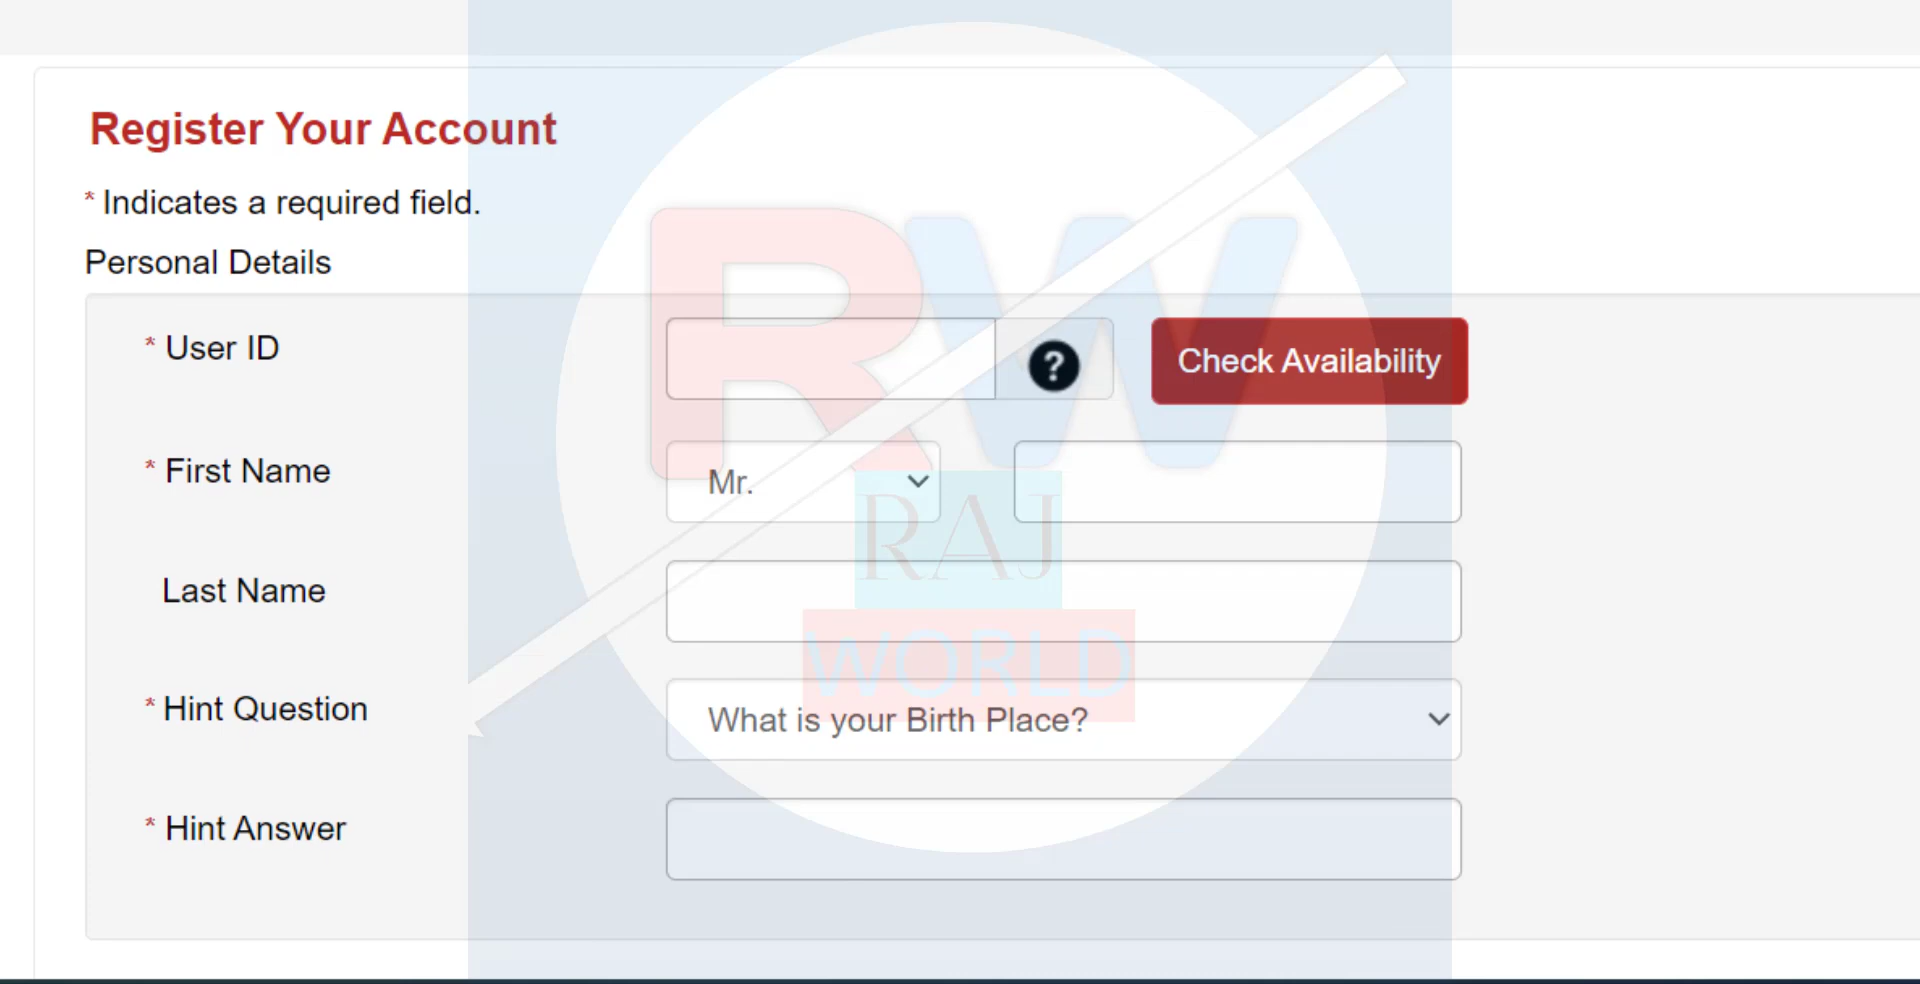 Register Your Account
* Indicates a required field.
Personal Details
* User ID
? Check Availability
* First Name
Mr.
Last Name
* Hint Question
What is your Birth Place?
* Hint Answer
RW
RAJ
WORLD